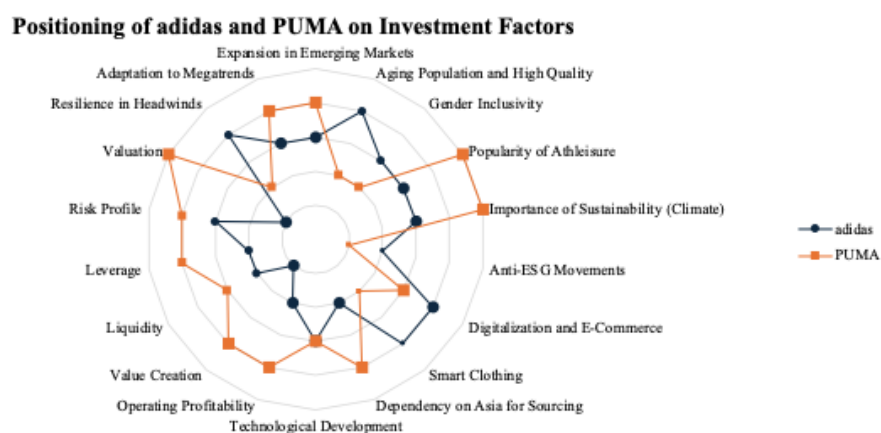 Positioning of adidas and PUMA on Investment Factors
Expansion in Emerging Markets
Adaptation to Megatrends
Aging Population and High Quality
Resilience in Headwinds
Gender Inclusivity
Valuation
Popularity of Athleisure
Risk Profile
Importance of Sustainability (Climate)
adidas
PUMA
Leverage
Anti-ESG Movements
Liquidity
Digitalization and E-Commerce
Value Creation
Smart Clothing
Operating Profitability
Dependency on Asia for Sourcing
Technological Development